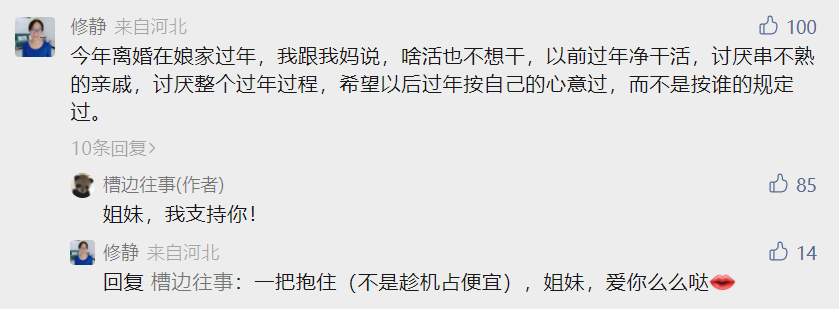 修静 来自河北 100
今年离婚在娘家过年，我跟我妈说，啥活也不想干，以前过年净干活，讨厌串不熟
的亲戚，讨厌整个过年过程，希望以后过年按自己的心意过，而不是按谁的规定
过。
10条回复>
槽边往事(作者) 85
姐妹，我支持你！
修静 来自河北 14
回复 槽边往事：一把抱住（不是趁机占便宜），姐妹，爱你么么哒💋